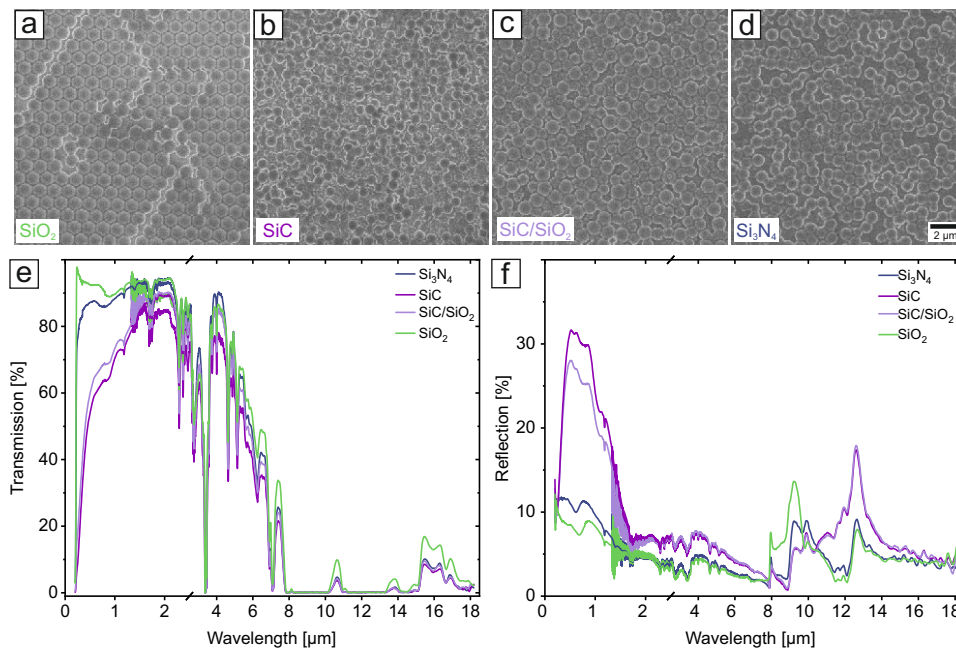 a
b
c
d
SiO₂
SiC
SiC/SiO₂
Si₃N₄
2 µm
e
Si₃N₄
SiC
SiC/SiO₂
SiO₂
80
60
40
20
0
Transmission [%]
0 1 2 4 6 8 10 12 14 16 18
Wavelength [µm]
f
Si₃N₄
SiC
SiC/SiO₂
SiO₂
40
30
20
10
0
Reflection [%]
0 1 2 4 6 8 10 12 14 16 18
Wavelength [µm]